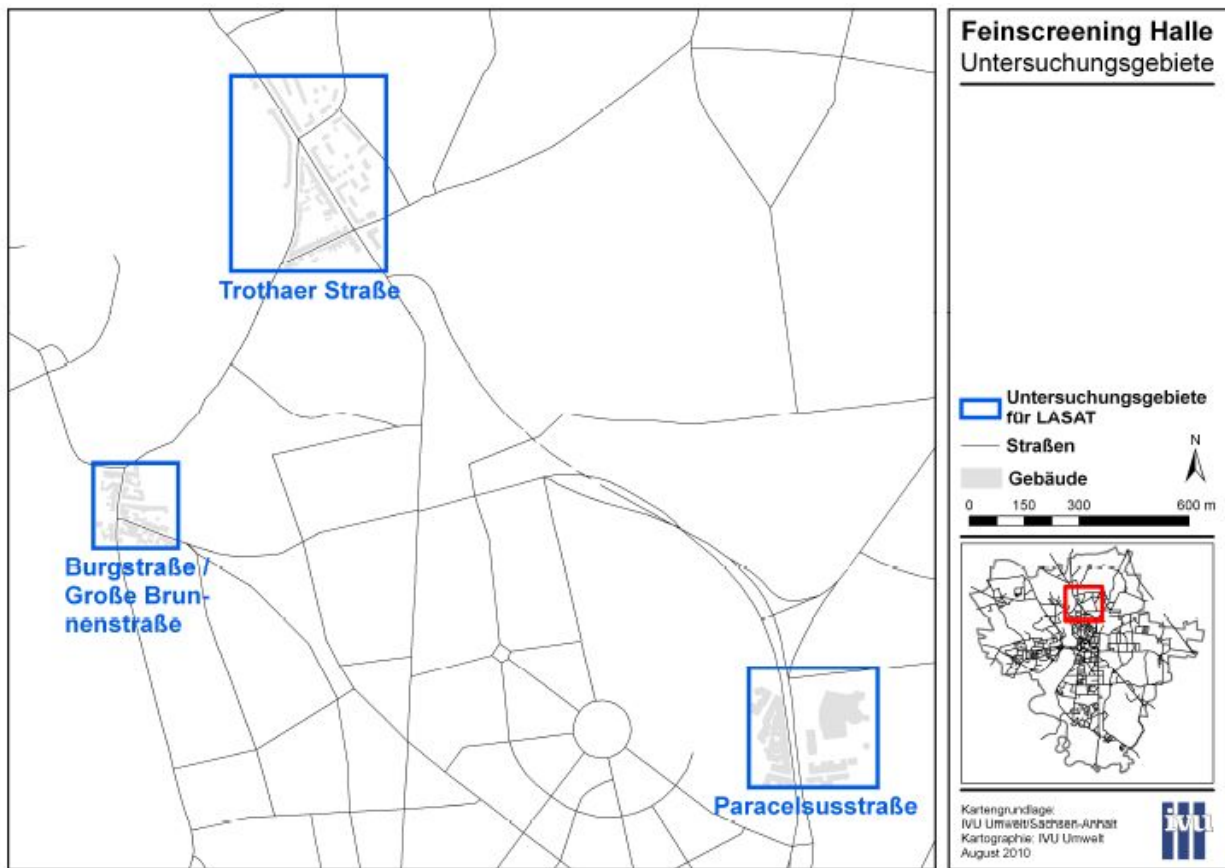 Trothaer Straße
Burgstraße /
Große Brun-
nenstraße
Paracelsusstraße
Feinscreening Halle
Untersuchungsgebiete
Untersuchungsgebiete
für LASAT
Straßen
Gebäude
N
0 150 300 600 m
Kartengrundlage:
IVU Umwelt/Sachsen-Anhalt
Kartographie: IVU Umwelt
August 2010
ivu